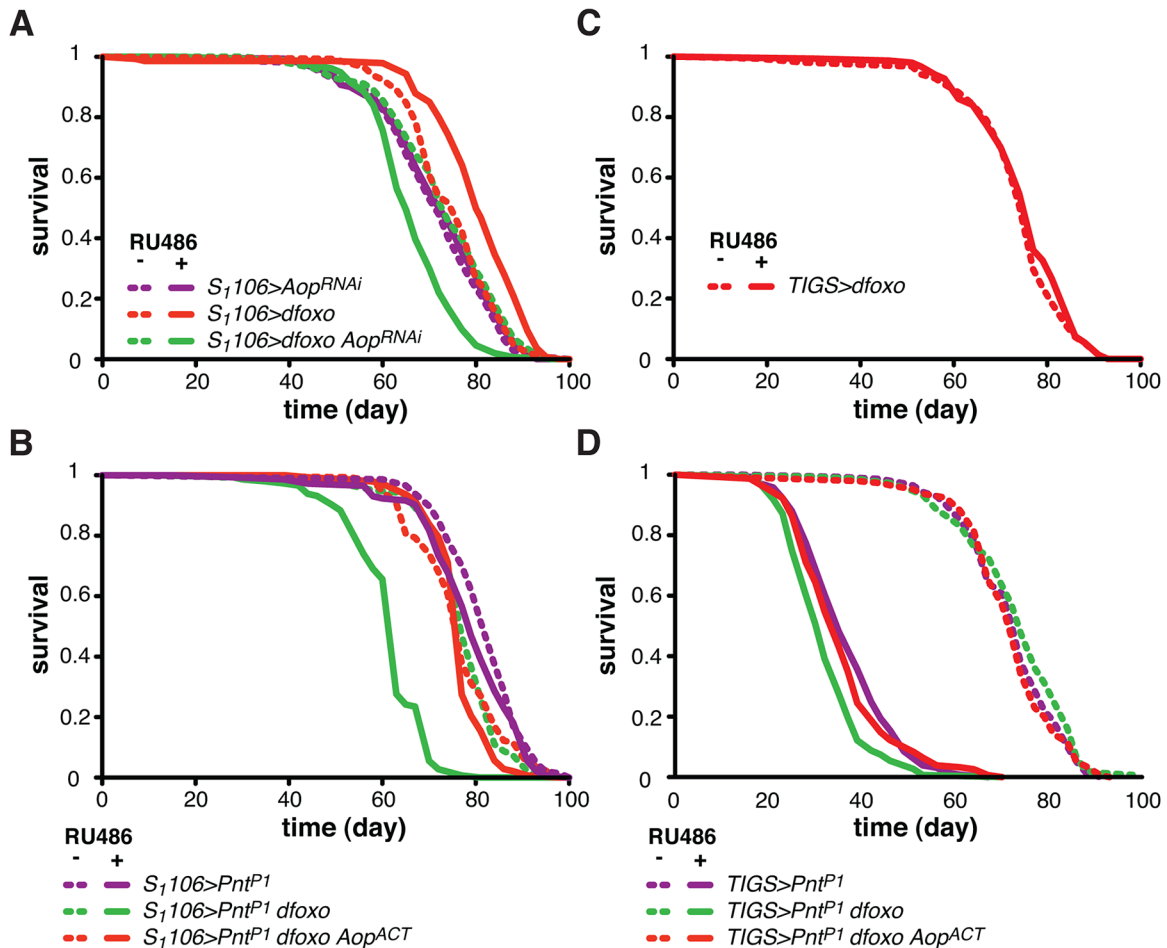 A
1
0.8
0.6
0.4
0.2
0
survival
RU486
- +
S1106>AopRNAi
S1106>dfoxo
S1106>dfoxo AopRNAi
0 20 40 60 80 100
time (day)
C
1
0.8
0.6
0.4
0.2
0
survival
RU486
- +
TIGS>dfoxo
0 20 40 60 80 100
time (day)
B
1
0.8
0.6
0.4
0.2
0
survival
0 20 40 60 80 100
time (day)
RU486
- +
S1106>PntP1
S1106>PntP1 dfoxo
S1106>PntP1 dfoxo AopACT
D
1
0.8
0.6
0.4
0.2
0
survival
0 20 40 60 80 100
time (day)
RU486
- +
TIGS>PntP1
TIGS>PntP1 dfoxo
TIGS>PntP1 dfoxo AopACT